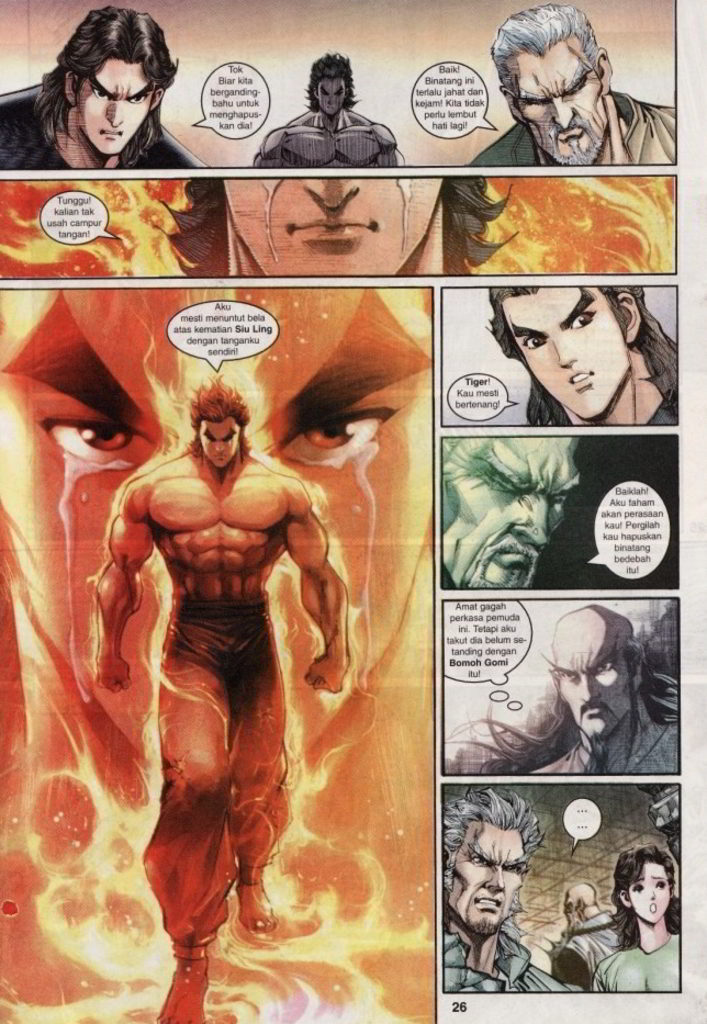 Tok
Biar kita
berganding-
bahu untuk
menghapus-
kan dia!
Baik!
Binatang ini
terlalu jahat dan
kejam! Kita tidak
perlu lembut
hati lagi!
Tunggu!
kalian tak
usah campur
tangan!
Aku
mesti menuntut bela
atas kematian Siu Ling
dengan tanganku
sendiri!
Tiger!
Kau mesti
bertenang!
Baiklah!
Aku faham
akan perasaan
kau! Pergilah
kau hapuskan
binatang
bedebah
itu!
Amat gagah
perkasa pemuda
ini. Tetapi aku
takut dia belum se-
tanding dengan
Bomoh Gomi
itu!
...
...
26